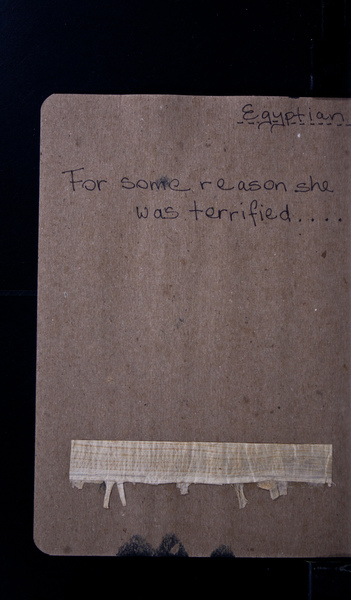 Egyptian
For some reason she
was terrified....